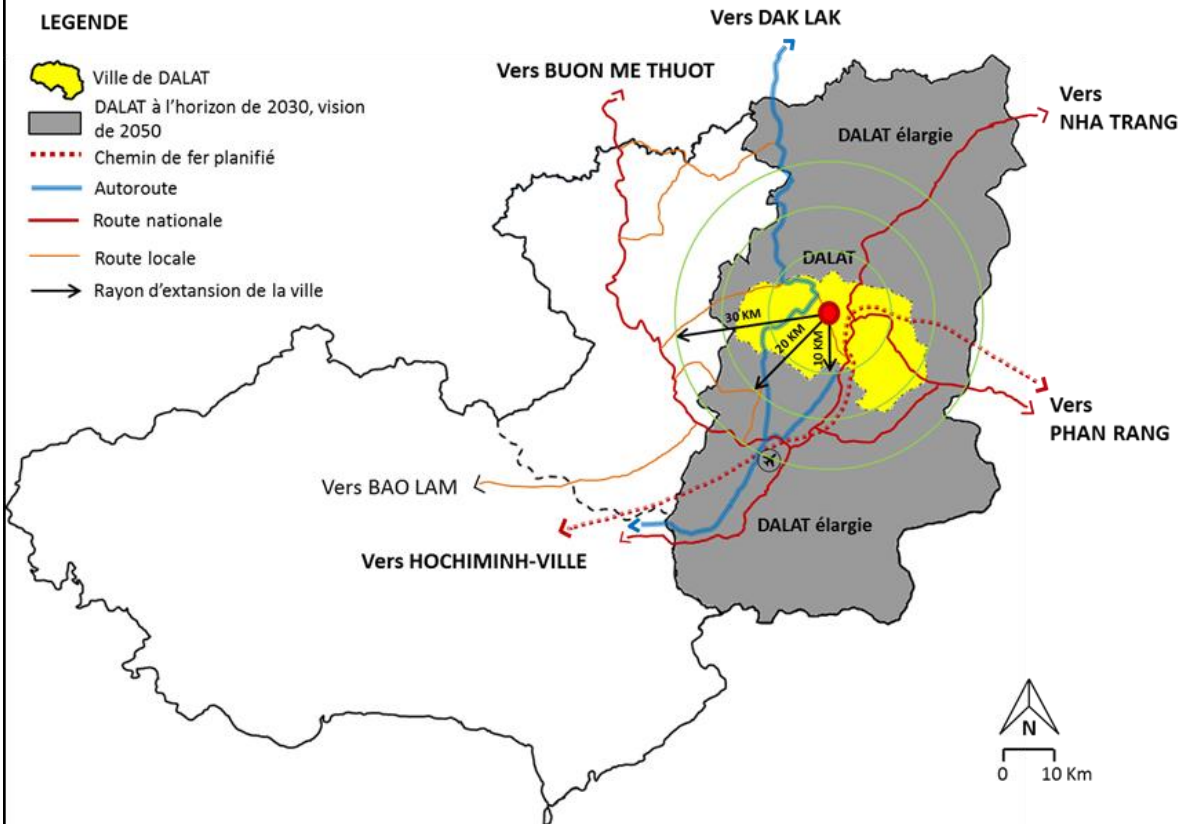 LEGENDE
Ville de DALAT
DALAT à l'horizon de 2030, vision
de 2050
Chemin de fer planifié
Autoroute
Route nationale
Route locale
Rayon d'extension de la ville
Vers DAK LAK
Vers BUON ME THUOT
Vers
NHA TRANG
DALAT élargie
DALAT
30 KM
20 KM
10 KM
Vers
PHAN RANG
Vers BAO LAM
DALAT élargie
Vers HOCHIMINH-VILLE
N
0 10 Km